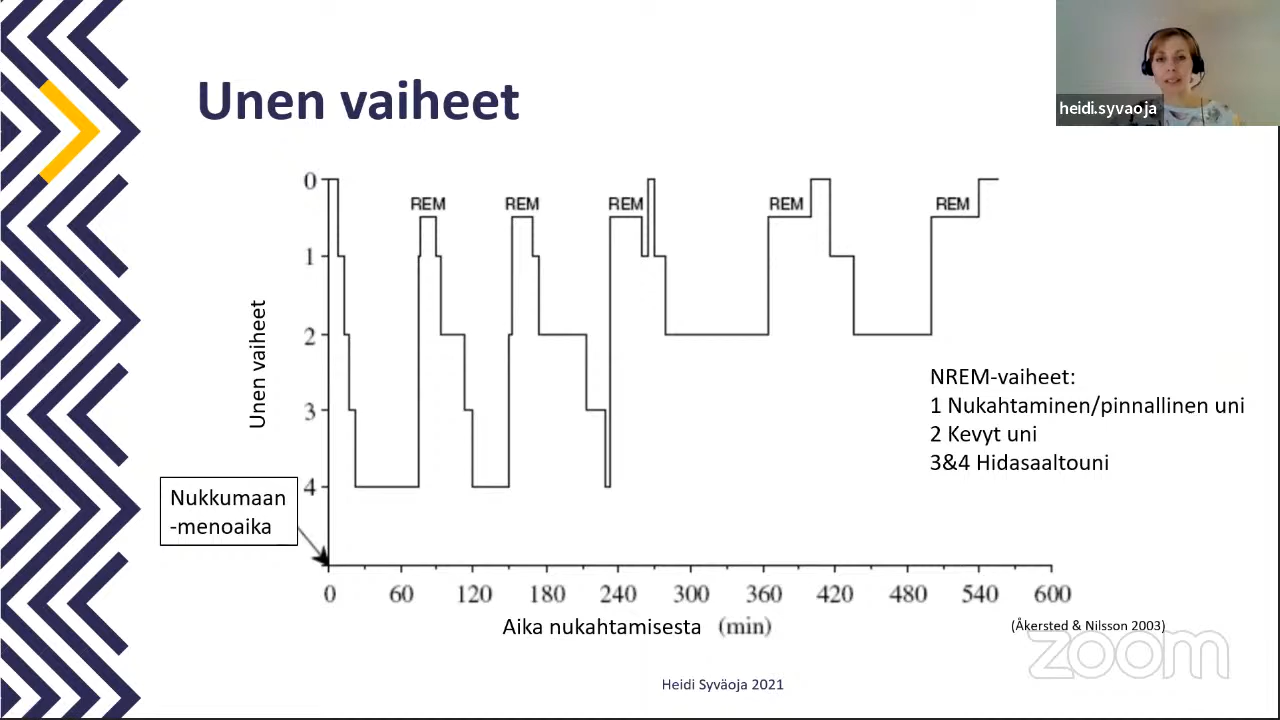 Unen vaiheet
heidi.syvaoja
0
REM
REM
REM
REM
REM
1
2
3
4
Unen vaiheet
NREM-vaiheet:
1 Nukahtaminen/pinnallinen uni
2 Kevyt uni
3&4 Hidasaaltouni
Nukkumaan
-menoaika
0 60 120 180 240 300 360 420 480 540 600
Aika nukahtamisesta (min)
(Åkersted & Nilsson 2003)
zoom
Heidi Syväoja 2021